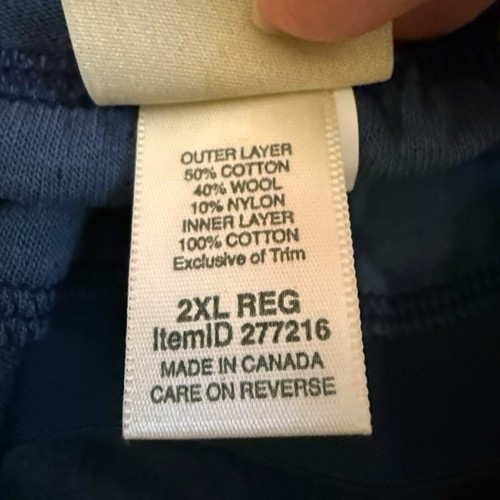 OUTER LAYER
50% COTTON
40% WOOL
10% NYLON
INNER LAYER
100% COTTON
Exclusive of Trim
2XL REG
ItemID 277216
MADE IN CANADA
CARE ON REVERSE